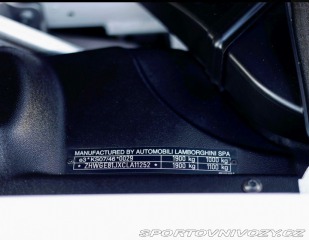 MANUFACTURED BY AUTOMOBILI LAMBORGHINI SPA
e3*KS07/46*0029 1900 kg 1000 kg
*ZHWGE81JXCLA11252* 1900 kg 1100 kg
SPORTOVNIVOZY.CZ